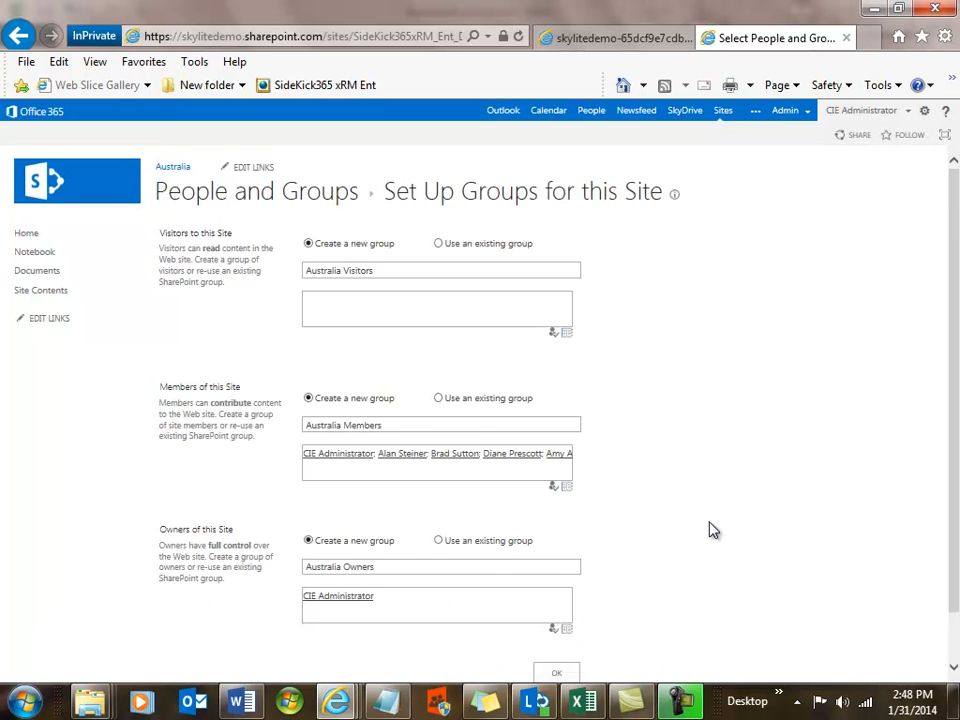 InPrivate
https://skylitedemo.sharepoint.com/sites/SideKick365xRM_Ent_D
skylitedemo-65dcf9e7cdb...
Select People and Gro...
File Edit View Favorites Tools Help
Web Slice Gallery New folder SideKick365 xRM Ent
Page Safety Tools
Office 365
Outlook Calendar People Newsfeed SkyDrive Sites ... Admin CIE Administrator ?
SHARE FOLLOW
S
Australia EDIT LINKS
People and Groups › Set Up Groups for this Site
Home
Notebook
Documents
Site Contents
EDIT LINKS
Visitors to this Site
Visitors can read content in the
Web site. Create a group of
visitors or re-use an existing
SharePoint group.
Create a new group Use an existing group
Australia Visitors
Members of this Site
Members can contribute content
to the Web site. Create a group
of site members or re-use an
existing SharePoint group.
Create a new group Use an existing group
Australia Members
CIE Administrator; Alan Steiner; Brad Sutton; Diane Prescott; Amy A
Owners of this Site
Owners have full control over
the Web site. Create a group of
owners or re-use an existing
SharePoint group.
Create a new group Use an existing group
Australia Owners
CIE Administrator
OK
Desktop
2:48 PM
1/31/2014